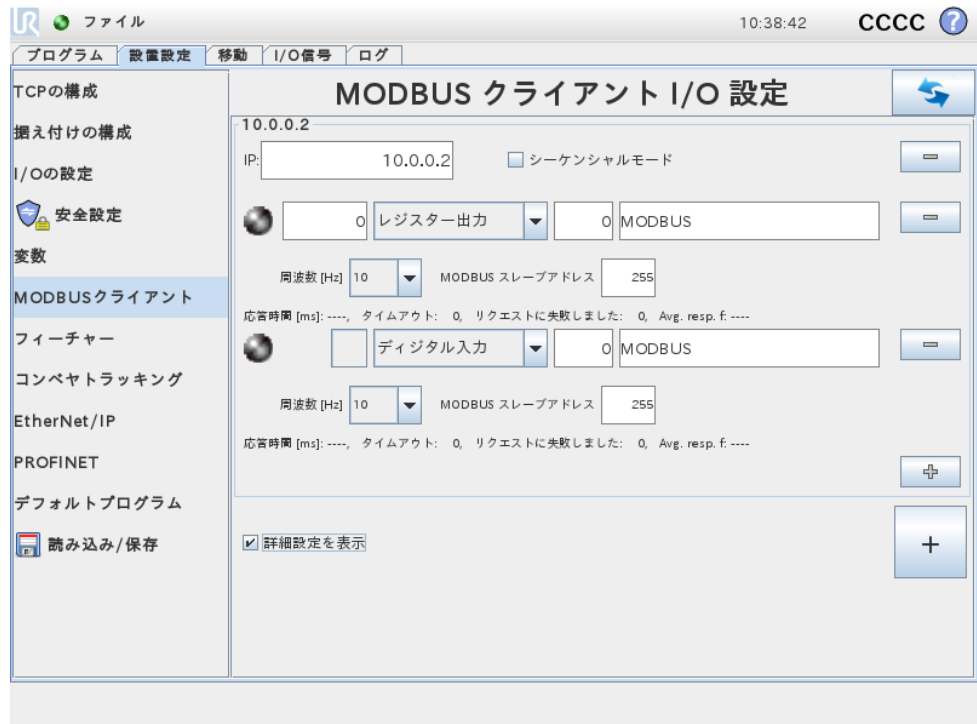 UR ファイル 10:38:42 CCCC ?
プログラム 設置設定 移動 I/O信号 ログ
TCPの構成
据え付けの構成
I/Oの設定
安全設定
変数
MODBUSクライアント
フィーチャー
コンベヤトラッキング
EtherNet/IP
PROFINET
デフォルトプログラム
読み込み/保存
MODBUS クライアント I/O 設定
10.0.0.2
IP: 10.0.0.2 シーケンシャルモード
0 レジスター出力 0 MODBUS
周波数 [Hz] 10 MODBUS スレーブアドレス 255
応答時間 [ms]: ----, タイムアウト: 0, リクエストに失敗しました: 0, Avg. resp. f: ----
ディジタル入力 0 MODBUS
周波数 [Hz] 10 MODBUS スレーブアドレス 255
応答時間 [ms]: ----, タイムアウト: 0, リクエストに失敗しました: 0, Avg. resp. f: ----
詳細設定を表示
+